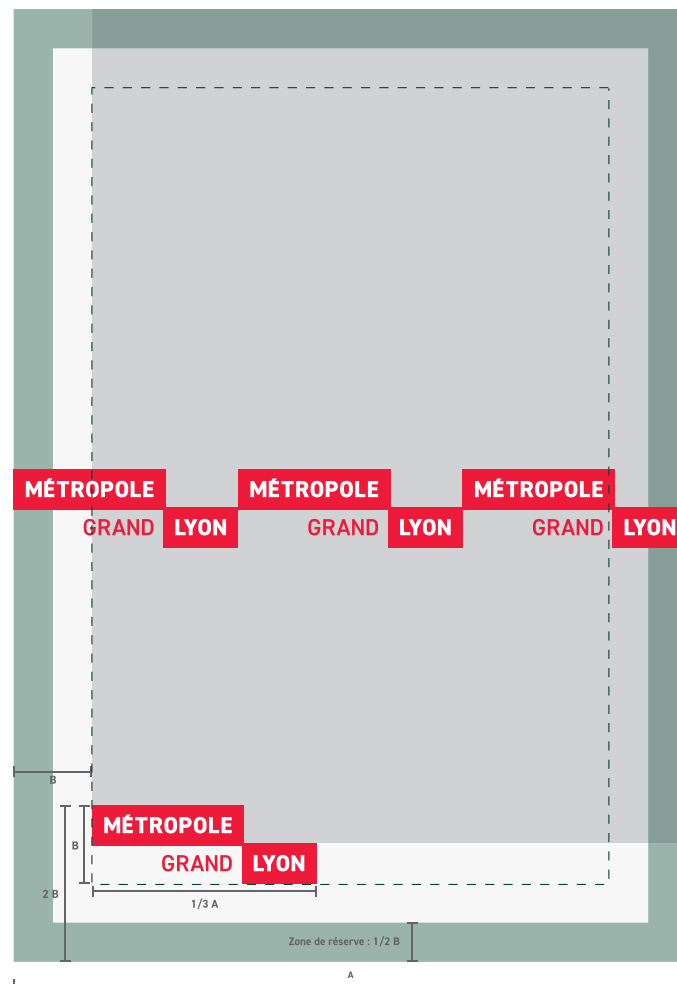 MÉTROPOLE MÉTROPOLE MÉTROPOLE
GRAND LYON GRAND LYON GRAND LYON
B
MÉTROPOLE
B
GRAND LYON
2 B
1/3 A
Zone de réserve : 1/2 B
A